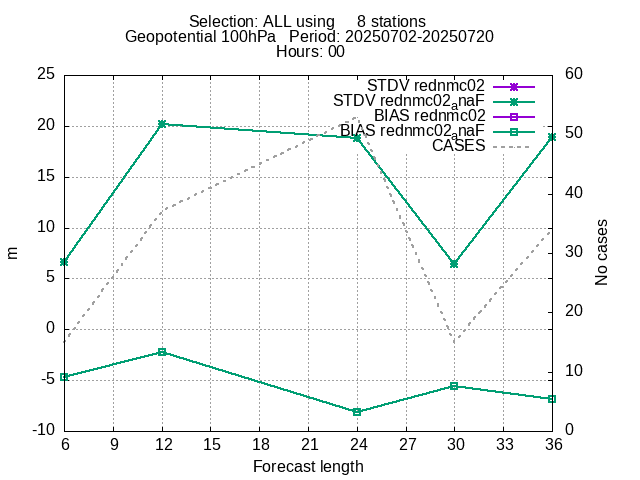 Selection: ALL using     8 stations
Geopotential 100hPa   Period: 20250702-20250720
Hours: 00
STDV rednmc02
STDV rednmc02anaF
BIAS rednmc02
BIAS rednmc02anaF
CASES
25
20
15
10
5
0
-5
-10
m
60
50
40
30
20
10
0
No cases
6 9 12 15 18 21 24 27 30 33 36
Forecast length